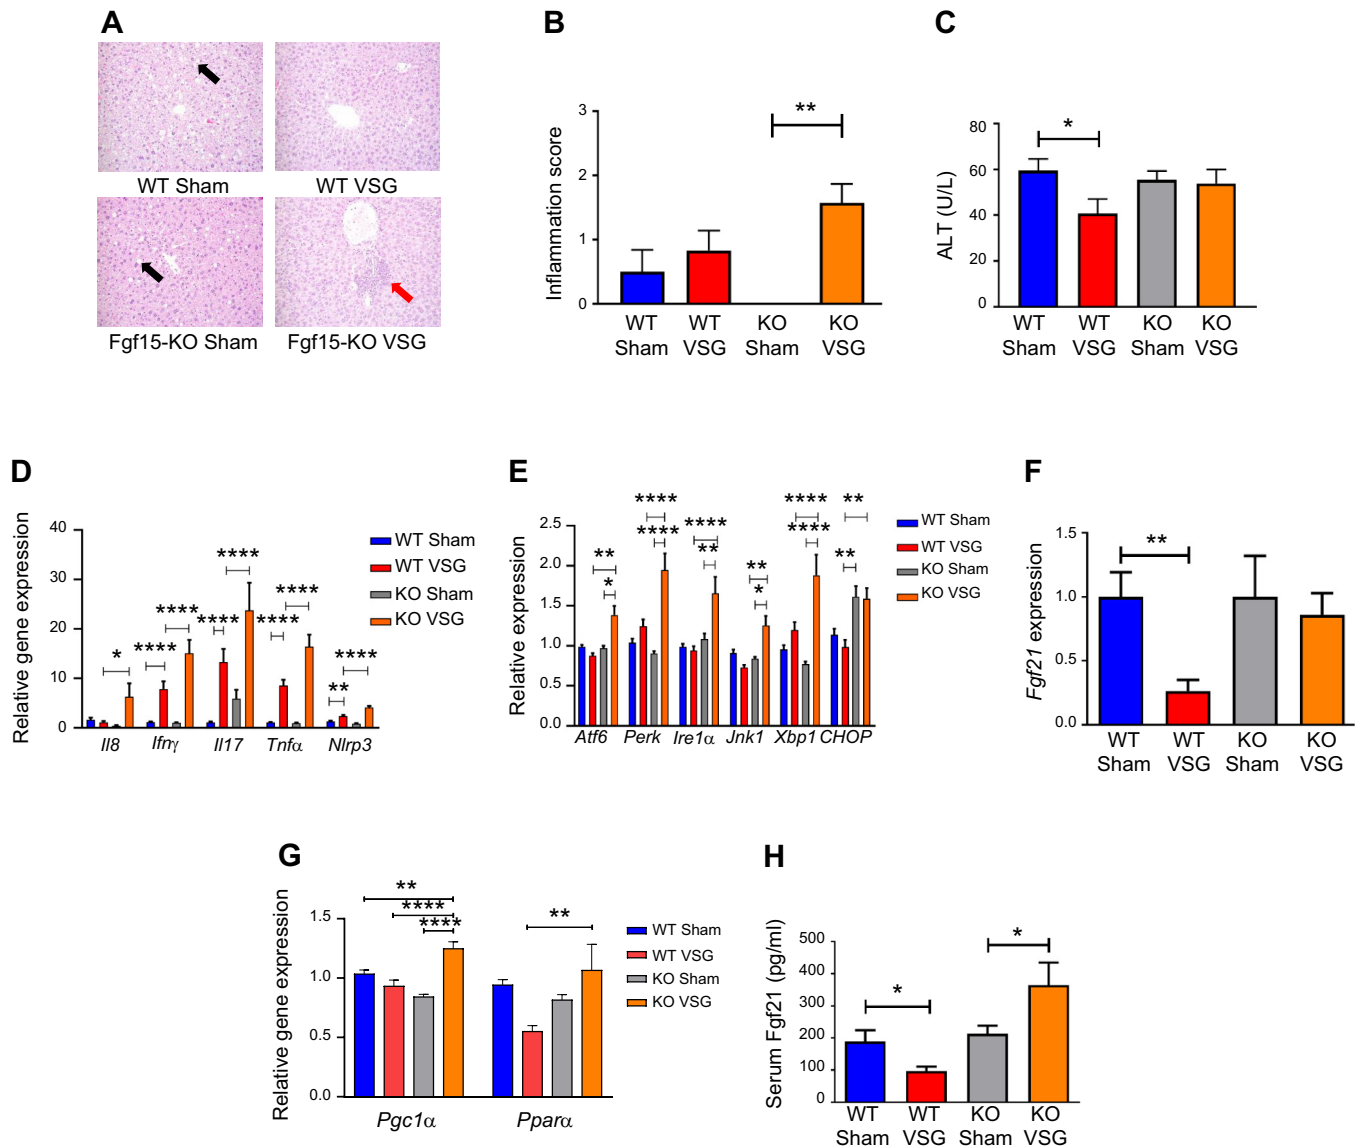 A
WT Sham
WT VSG
Fgf15-KO Sham
Fgf15-KO VSG
B
Inflammation score
3
2
1
0
**
WT Sham
WT VSG
KO Sham
KO VSG
C
ALT (U/L)
80
60
40
20
0
*
WT Sham
WT VSG
KO Sham
KO VSG
D
Relative gene expression
40
30
20
10
0
*
****
****
****
****
****
****
**
****
Il8
Ifnγ
Il17
Tnfα
Nlrp3
WT Sham
WT VSG
KO Sham
KO VSG
E
Relative expression
2.5
2.0
1.5
1.0
0.5
0.0
**
*
****
****
****
**
**
*
****
****
**
**
Atf6
Perk
Ire1α
Jnk1
Xbp1
CHOP
WT Sham
WT VSG
KO Sham
KO VSG
F
Fgf21 expression
1.5
1.0
0.5
0.0
**
WT Sham
WT VSG
KO Sham
KO VSG
G
Relative gene expression
1.5
1.0
0.5
0.0
**
****
****
**
Pgc1α
Pparα
WT Sham
WT VSG
KO Sham
KO VSG
H
Serum Fgf21 (pg/ml)
500
400
300
200
100
0
*
*
WT Sham
WT VSG
KO Sham
KO VSG